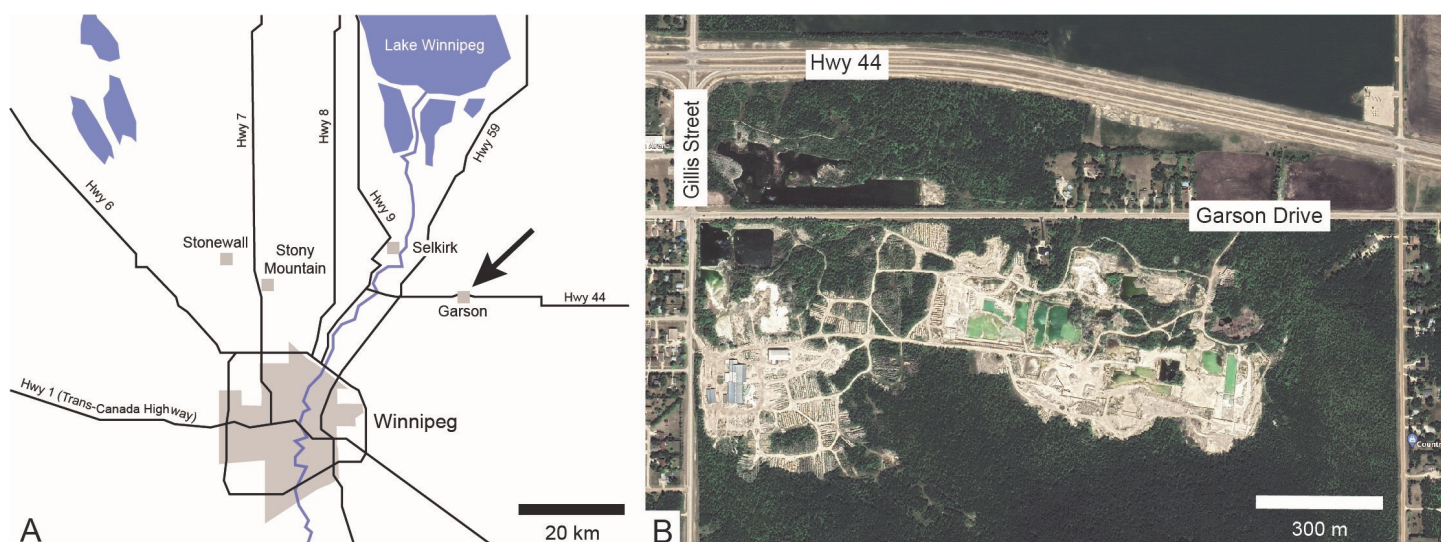 Lake Winnipeg
Hwy 7
Hwy 8
Hwy 59
Hwy 6
Hwy 9
Stonewall
Stony
Mountain
Selkirk
Garson
Hwy 44
Hwy 1 (Trans-Canada Highway)
Winnipeg
20 km
A
Hwy 44
Gillis Street
Garson Drive
Countr
300 m
B